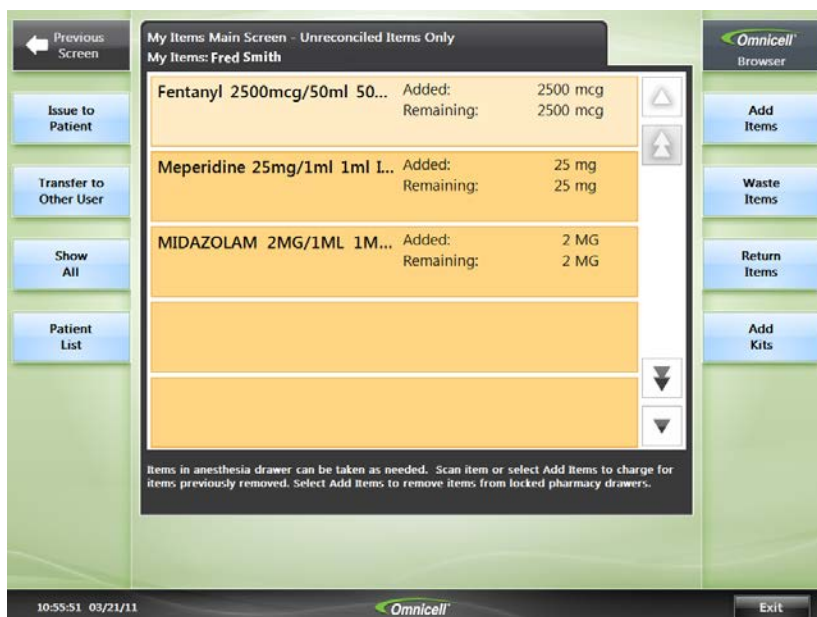 Previous
Screen
My Items Main Screen - Unreconciled Items Only
My Items: Fred Smith
Omnicell
Browser
Issue to
Patient
Transfer to
Other User
Show
All
Patient
List
Fentanyl 2500mcg/50ml 50... Added: 2500 mcg
Remaining: 2500 mcg
Meperidine 25mg/1ml 1ml I... Added: 25 mg
Remaining: 25 mg
MIDAZOLAM 2MG/1ML 1M... Added: 2 MG
Remaining: 2 MG
Add
Items
Waste
Items
Return
Items
Add
Kits
Items in anesthesia drawer can be taken as needed. Scan item or select Add Items to charge for
items previously removed. Select Add Items to remove items from locked pharmacy drawers.
10:55:51 03/21/11
Omnicell
Exit